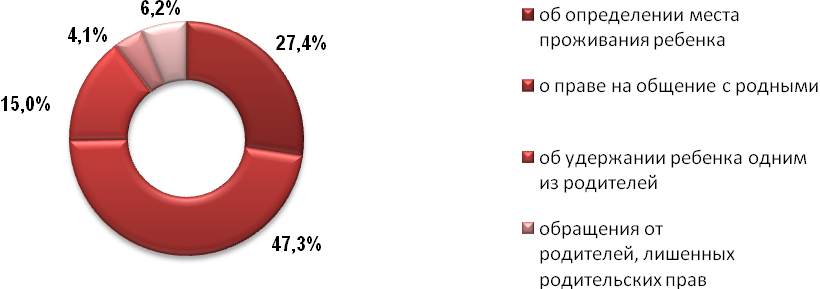 6,2%
4,1%
27,4%
15,0%
47,3%
об определении места
проживания ребенка
о праве на общение с родными
об удержании ребенка одним
из родителей
обращения от
родителей, лишенных
родительских прав